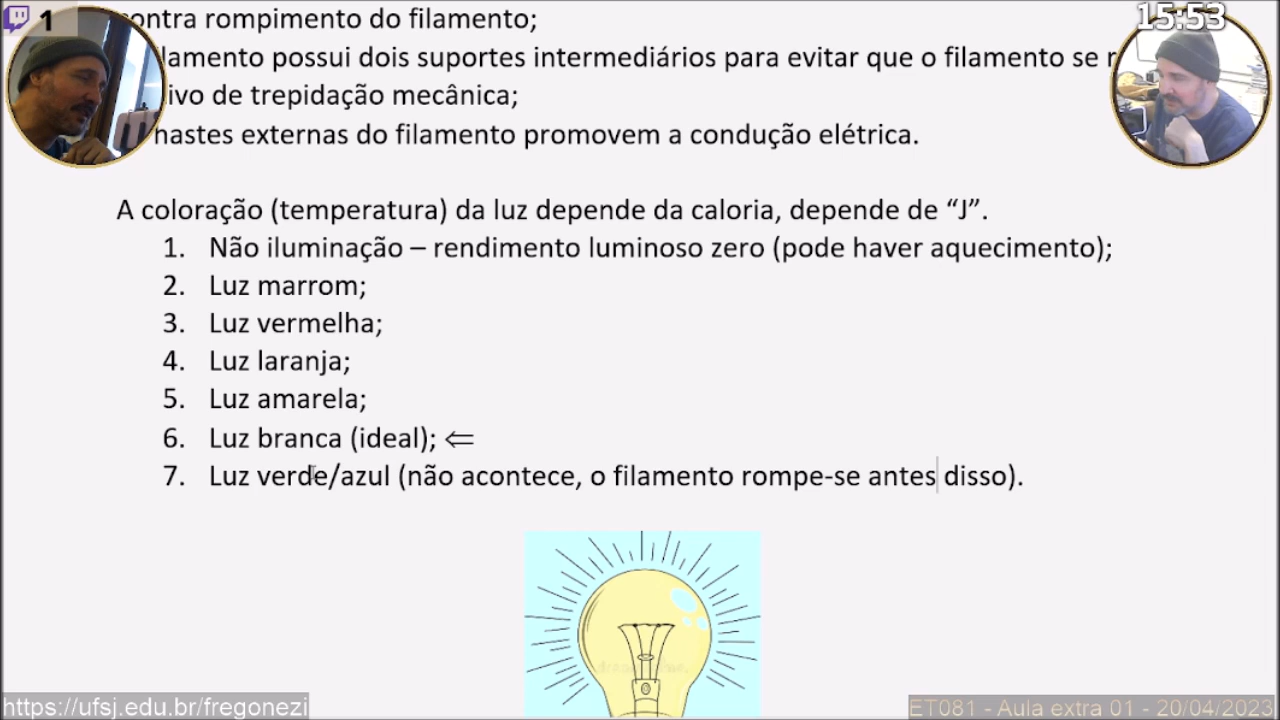 1
15:53
contra rompimento do filamento;
lamento possui dois suportes intermediários para evitar que o filamento se
ivo de trepidação mecânica;
hastes externas do filamento promovem a condução elétrica.
A coloração (temperatura) da luz depende da caloria, depende de “J”.
1. Não iluminação – rendimento luminoso zero (pode haver aquecimento);
2. Luz marrom;
3. Luz vermelha;
4. Luz laranja;
5. Luz amarela;
6. Luz branca (ideal); ⇐
7. Luz verde/azul (não acontece, o filamento rompe-se antes disso).
https://ufsj.edu.br/fregonezi
ET081 - Aula extra 01 - 20/04/2023